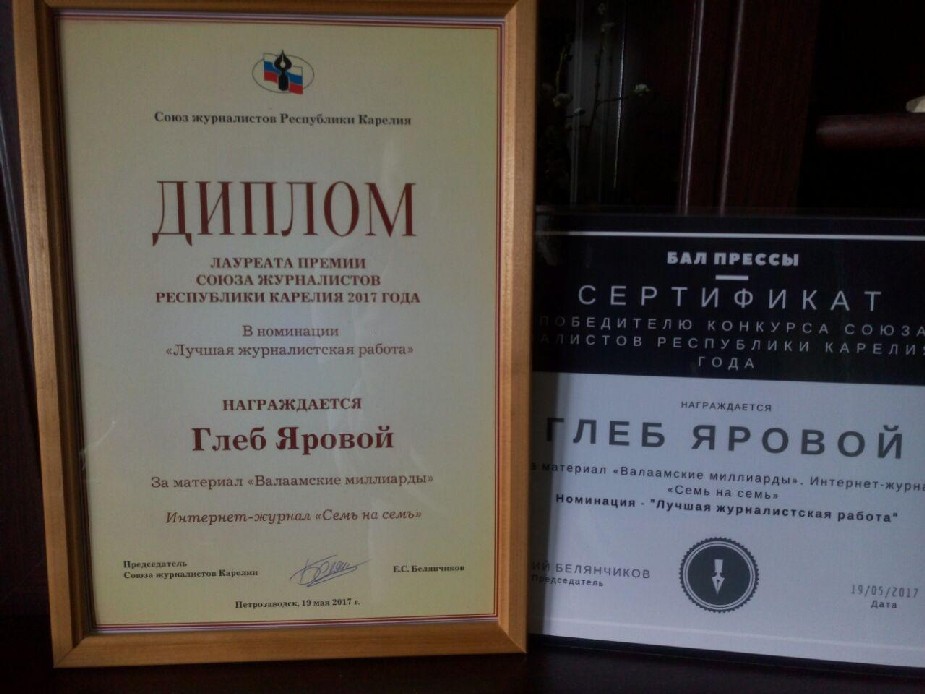 Союз журналистов Республики Карелия
ДИПЛОМ
ЛАУРЕАТА ПРЕМИИ
СОЮЗА ЖУРНАЛИСТОВ
РЕСПУБЛИКИ КАРЕЛИЯ 2017 ГОДА
В номинации
«Лучшая журналистская работа»
НАГРАЖДАЕТСЯ
Глеб Яровой
За материал «Валаамские миллиарды»
Интернет-журнал «Семь на семь»
Председатель
Союза журналистов Карелии
Е.С. Белянчиков
Петрозаводск, 19 мая 2017 г.
БАЛ ПРЕССЫ
СЕРТИФИКАТ
ПОБЕДИТЕЛЮ КОНКУРСА СОЮЗА
АЛИСТОВ РЕСПУБЛИКИ КАРЕЛИЯ
ГОДА
НАГРАЖДАЕТСЯ
ГЛЕБ ЯРОВОЙ
а материал «Валаамские миллиарды». Интернет-журна
«Семь на семь»
Номинация - "Лучшая журналистская работа"
ИЙ БЕЛЯНЧИКОВ
Председатель
19/05/2017
Дата